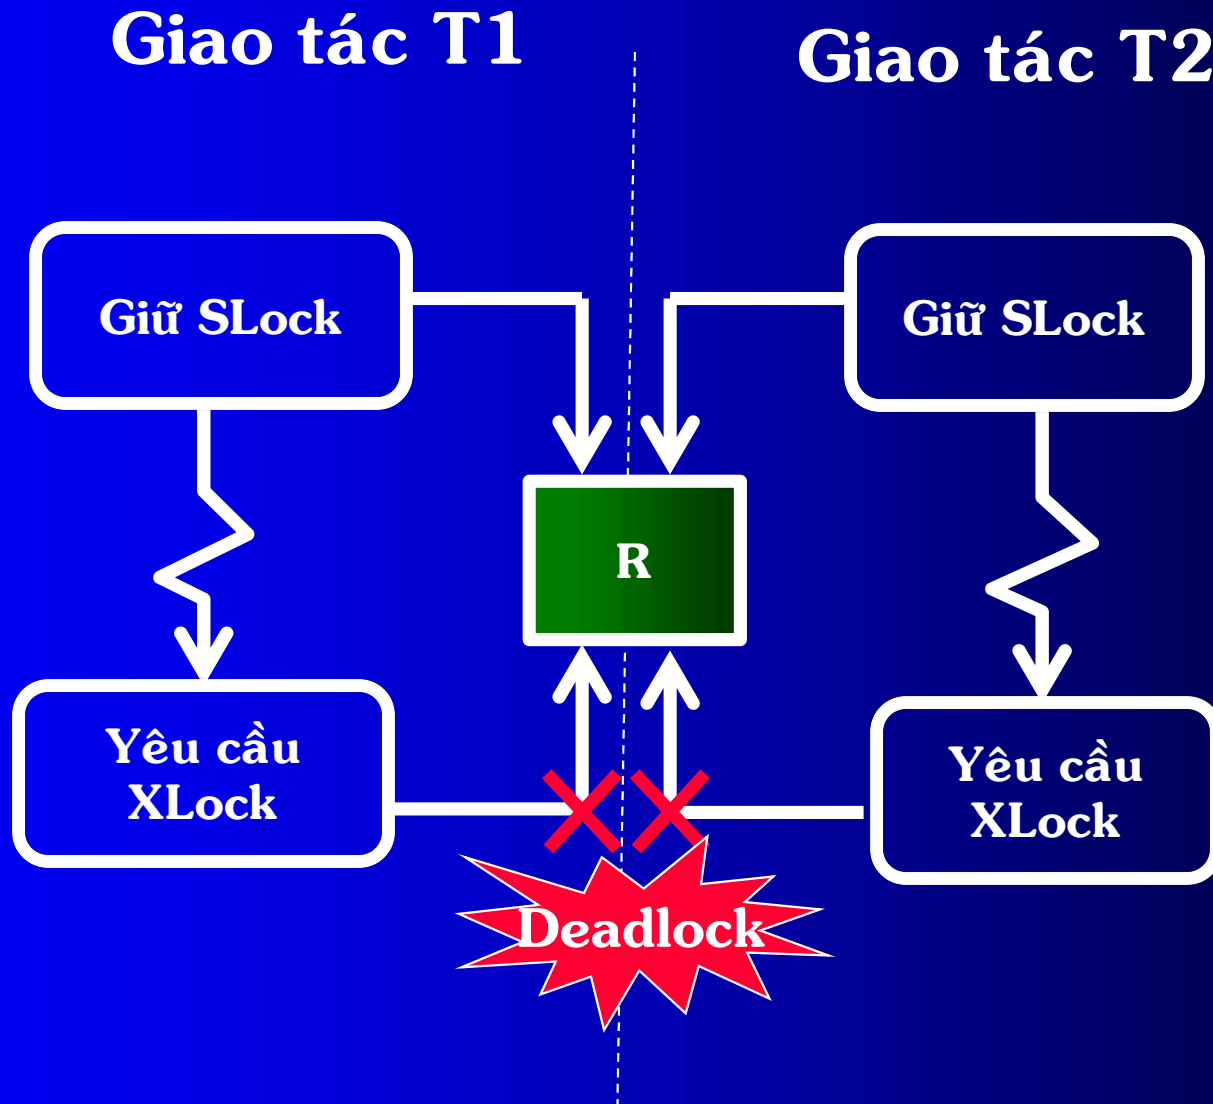 Giao tác T1
Giao tác T2
Giữ SLock
Giữ SLock
R
Yêu cầu
XLock
Yêu cầu
XLock
Deadlock